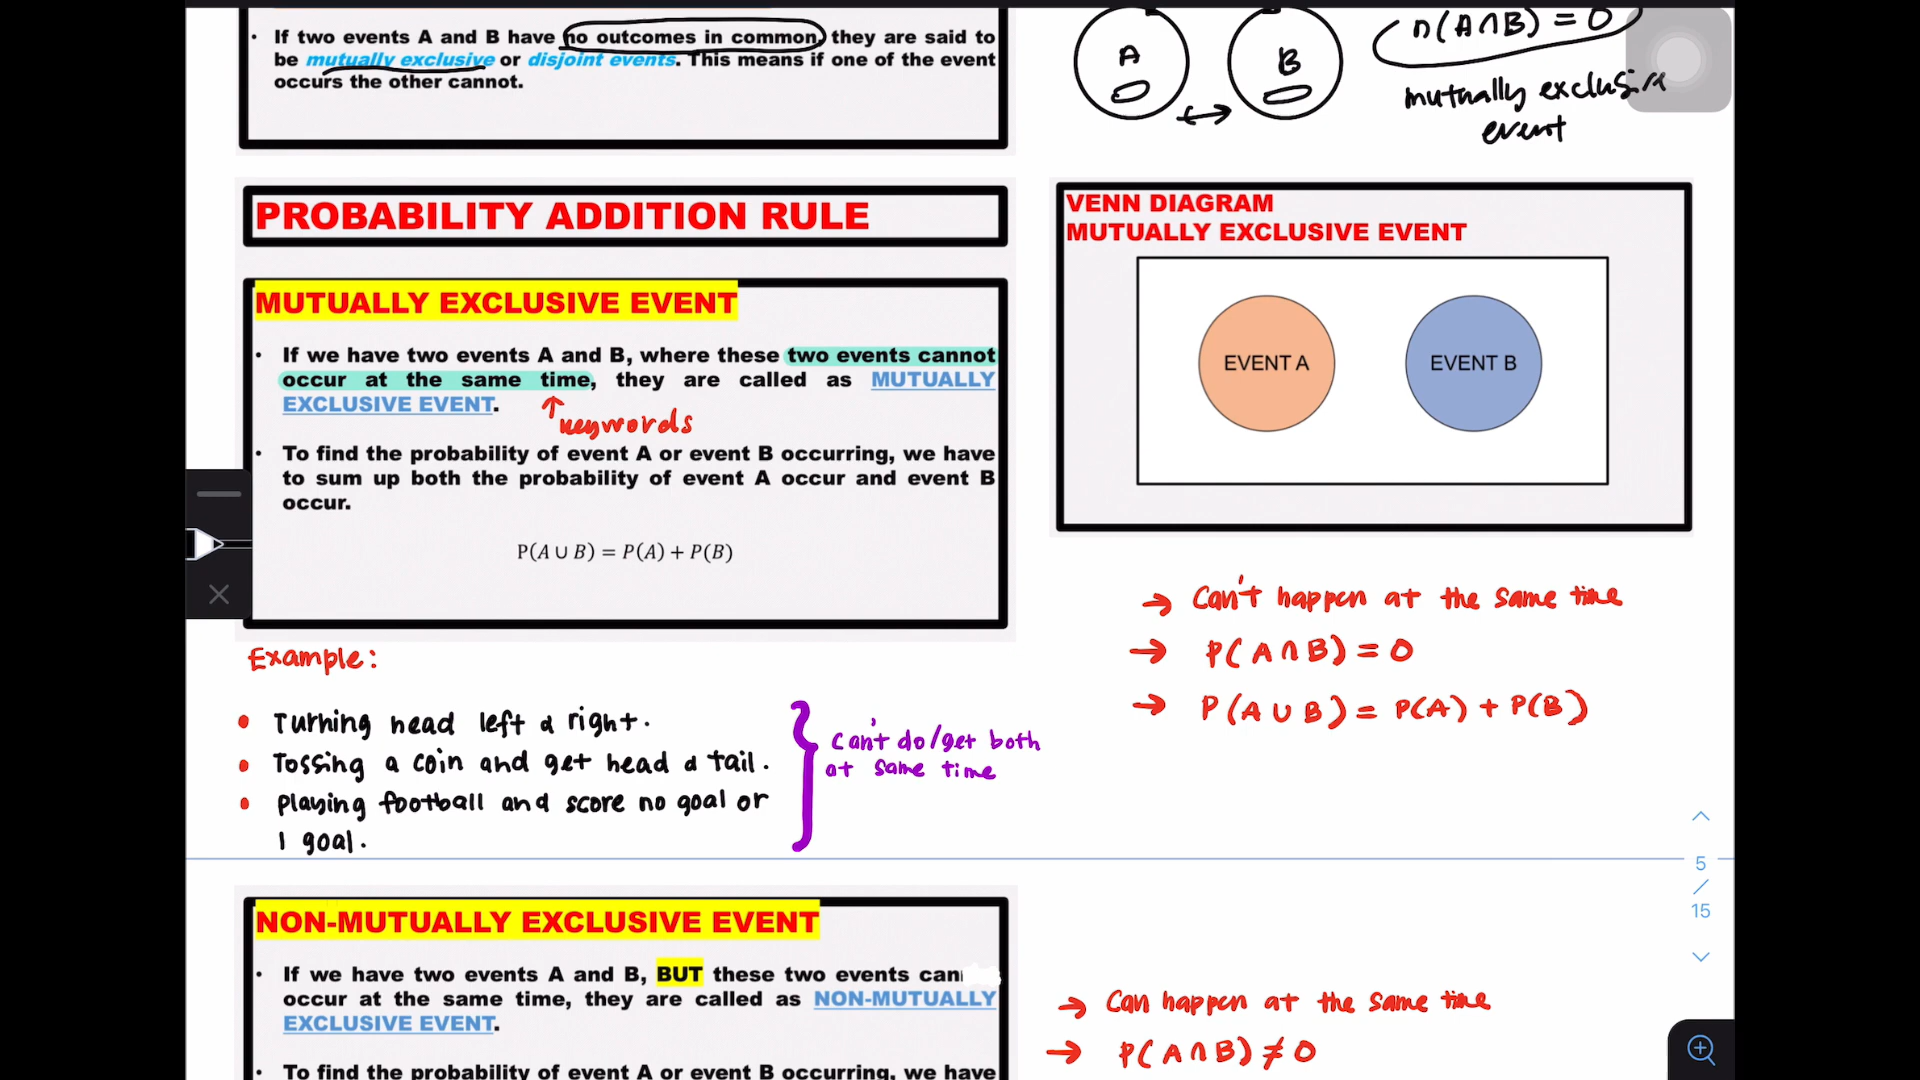 • If two events A and B have no outcomes in common, they are said to
be mutually exclusive or disjoint events. This means if one of the event
occurs the other cannot.
A
B
n(A∩B) = 0
mutually exclusive
event
PROBABILITY ADDITION RULE
MUTUALLY EXCLUSIVE EVENT
• If we have two events A and B, where these two events cannot
occur at the same time, they are called as MUTUALLY
EXCLUSIVE EVENT.
↑ keywords
• To find the probability of event A or event B occurring, we have
to sum up both the probability of event A occur and event B
occur.
P(A ∪ B) = P(A) + P(B)
VENN DIAGRAM
MUTUALLY EXCLUSIVE EVENT
EVENT A
EVENT B
→ Can't happen at the same time
→ P(A∩B) = 0
→ P(A∪B) = P(A) + P(B)
Example:
• Turning head left & right.
• Tossing a coin and get head & tail.
• playing football and score no goal or
1 goal.
can't do/get both
at same time
5
/
15
NON-MUTUALLY EXCLUSIVE EVENT
• If we have two events A and B, BUT these two events can
occur at the same time, they are called as NON-MUTUALLY
EXCLUSIVE EVENT.
• To find the probability of event A or event B occurring, we have
→ Can happen at the same time
→ P(A∩B) ≠ 0